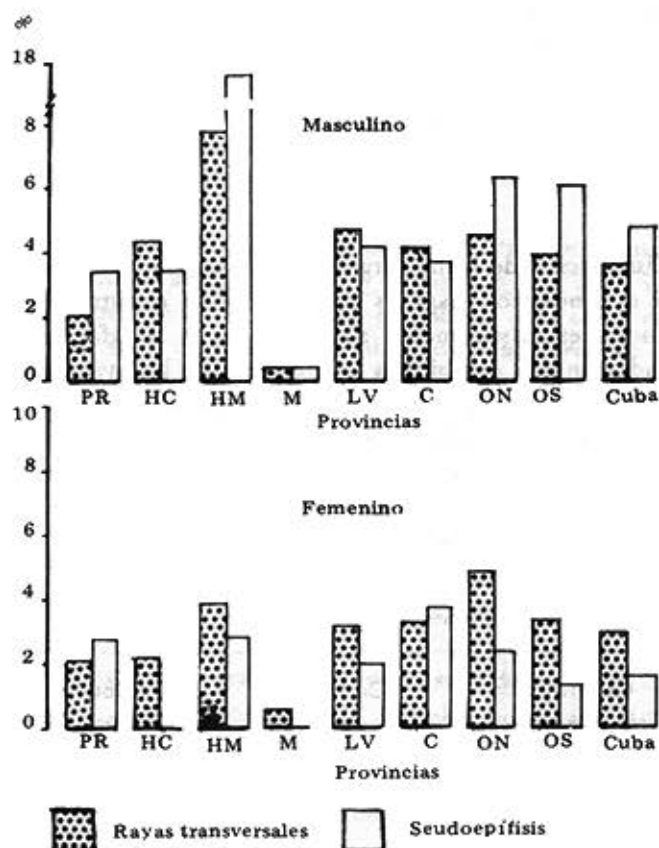 %
18
8
6
4
2
0
Masculino
PR HC HM M LV C ON OS Cuba
Provincias
10
8
6
4
2
0
Femenino
PR HC HM M LV C ON OS Cuba
Provincias
Rayas transversales Seudoepífisis